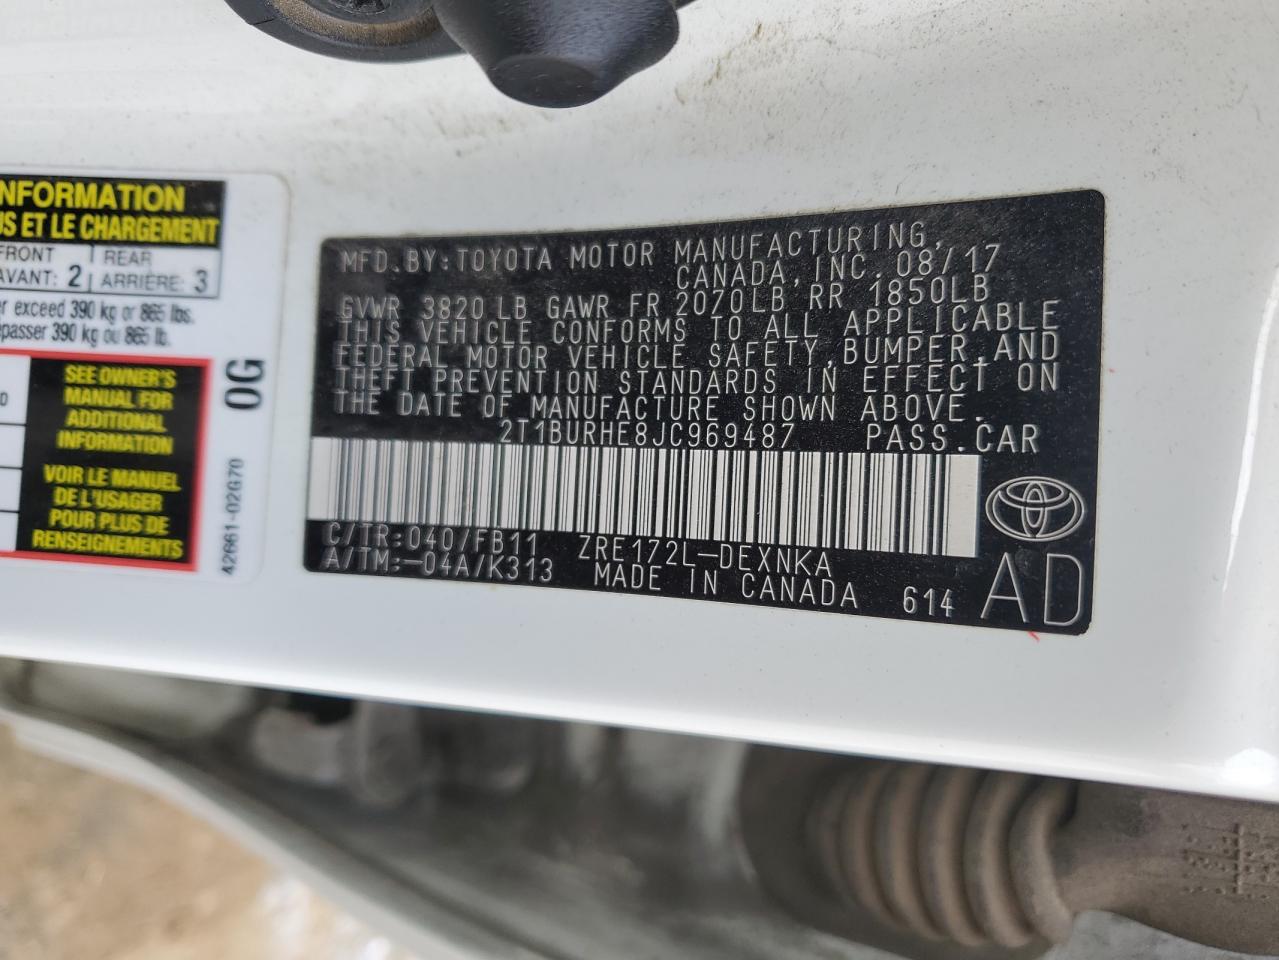 NFORMATION
US ET LE CHARGEMENT
FRONT
AVANT: 2
REAR
ARRIÈRE: 3
er exceed 390 kg or 865 lbs.
épasser 390 kg ou 865 lb.
SEE OWNER'S
MANUAL FOR
ADDITIONAL
INFORMATION
VOIR LE MANUEL
DE L'USAGER
POUR PLUS DE
RENSEIGNEMENTS
0G
42661-02G70
MFD.BY:TOYOTA MOTOR MANUFACTURING,
CANADA,INC.08/17
GVWR 3820 LB GAWR FR 2070LB RR 1850LB
THIS VEHICLE CONFORMS TO ALL APPLICABLE
FEDERAL MOTOR VEHICLE SAFETY,BUMPER,AND
THEFT PREVENTION STANDARDS IN EFFECT ON
THE DATE OF MANUFACTURE SHOWN ABOVE.
2T1BURHE8JC969487 PASS.CAR
C/TR:040/FB11 ZRE172L-DEXNKA
A/TM:-04A/K313 MADE IN CANADA 614 AD